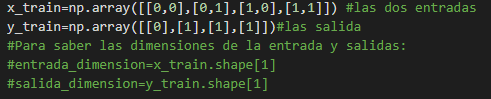 x_train=np.array([[0,0],[0,1],[1,0],[1,1]]) #las dos entradas
y_train=np.array([[0],[1],[1],[1]])#las salida
#Para saber las dimensiones de la entrada y salidas:
#entrada_dimension=x_train.shape[1]
#salida_dimension=y_train.shape[1]